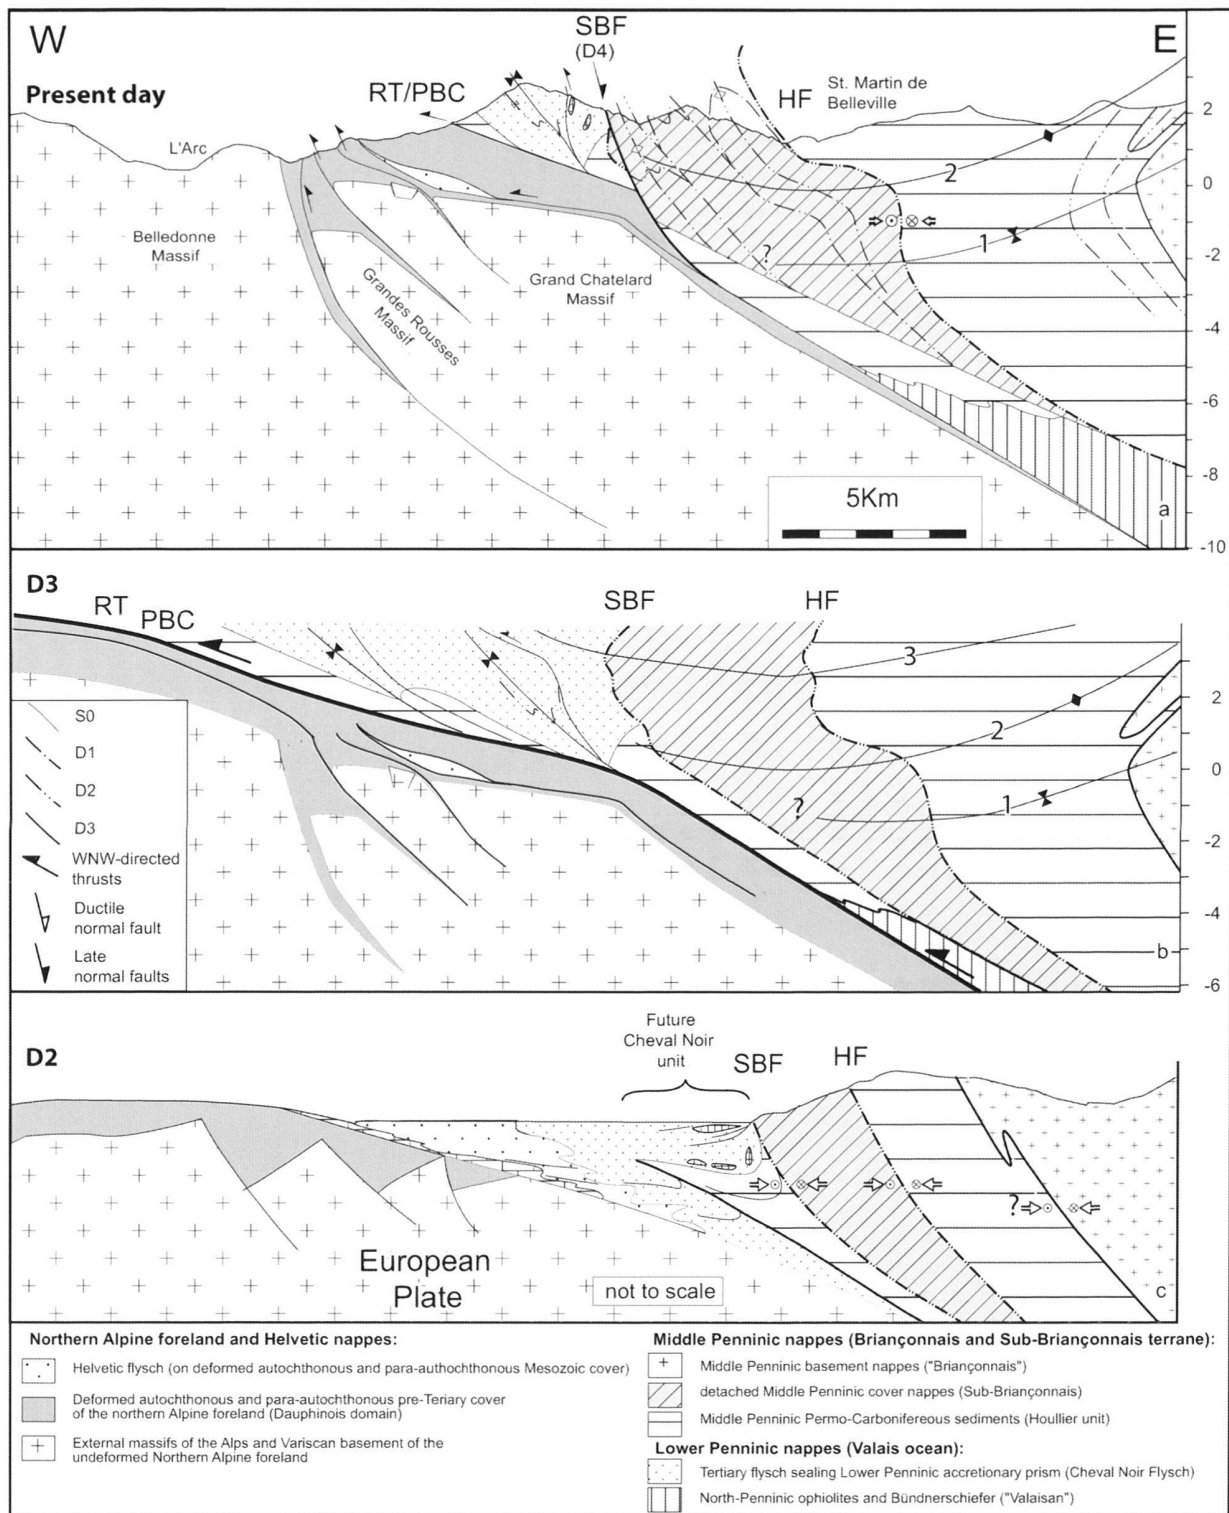 W
SBF
(D4)
E
Present day
RT/PBC
HF
St. Martin de
Belleville
L'Arc
2
0
-2
-4
-6
-8
-10
2
1
?
Belledonne
Massif
Grandes Rousses
Massif
Grand Chatelard
Massif
5Km
a
D3
RT
PBC
SBF
HF
3
2
1
?
2
0
-2
-4
-6
S0
D1
D2
D3
WNW-directed
thrusts
Ductile
normal fault
Late
normal faults
b
D2
Future
Cheval Noir
unit
SBF
HF
?
European
Plate
not to scale
c
Northern Alpine foreland and Helvetic nappes:
Helvetic flysch (on deformed autochthonous and para-authochthonous Mesozoic cover)
Deformed autochthonous and para-autochthonous pre-Teriary cover
of the northern Alpine foreland (Dauphinois domain)
External massifs of the Alps and Variscan basement of the
undeformed Northern Alpine foreland
Middle Penninic nappes (Briançonnais and Sub-Briançonnais terrane):
Middle Penninic basement nappes ("Briançonnais")
detached Middle Penninic cover nappes (Sub-Briançonnais)
Middle Penninic Permo-Carbonifereous sediments (Houllier unit)
Lower Penninic nappes (Valais ocean):
Tertiary flysch sealing Lower Penninic accretionary prism (Cheval Noir Flysch)
North-Penninic ophiolites and Bündnerschiefer ("Valaisan")